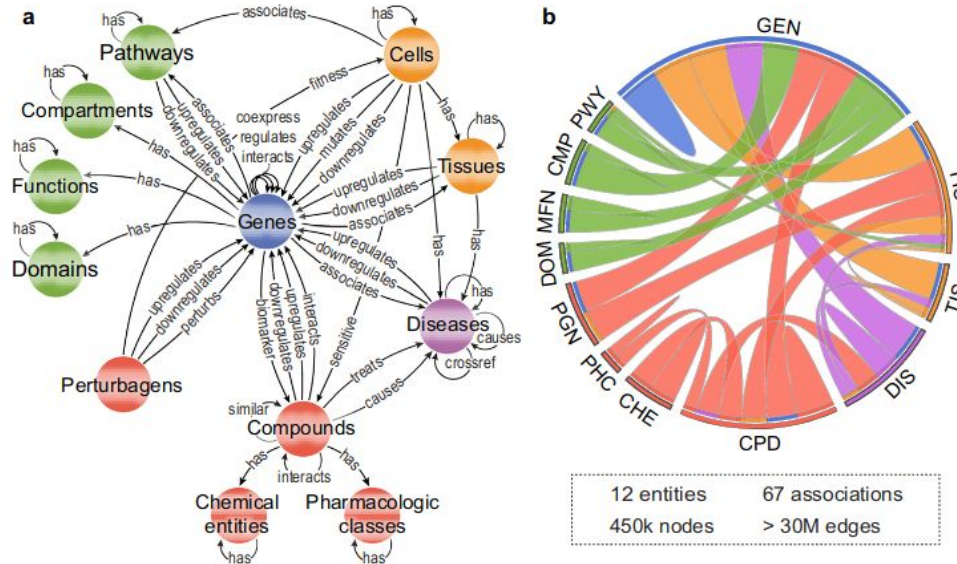 a
has
Pathways
associates
has
Cells
has
Compartments
has
Functions
has
Domains
associates
upregulates
downregulates
has
has
has
fitness
coexpress
regulates
interacts
Genes
upregulates
mutates
downregulates
has
has
Tissues
upregulates
downregulates
associates
has
has
upregulates
downregulates
associates
Diseases
has
causes
crossref
upregulates
downregulates
perturbs
Perturbagens
biomarker
downregulates
upregulates
interacts
sensitive
treats
causes
similar
Compounds
has
interacts
has
Chemical
entities
has
Pharmacologic
classes
has
b
GEN
PWY
CMP
MFN
DOM
PGN
PHC
CHE
CPD
DIS
TIS
12 entities 67 associations
450k nodes > 30M edges